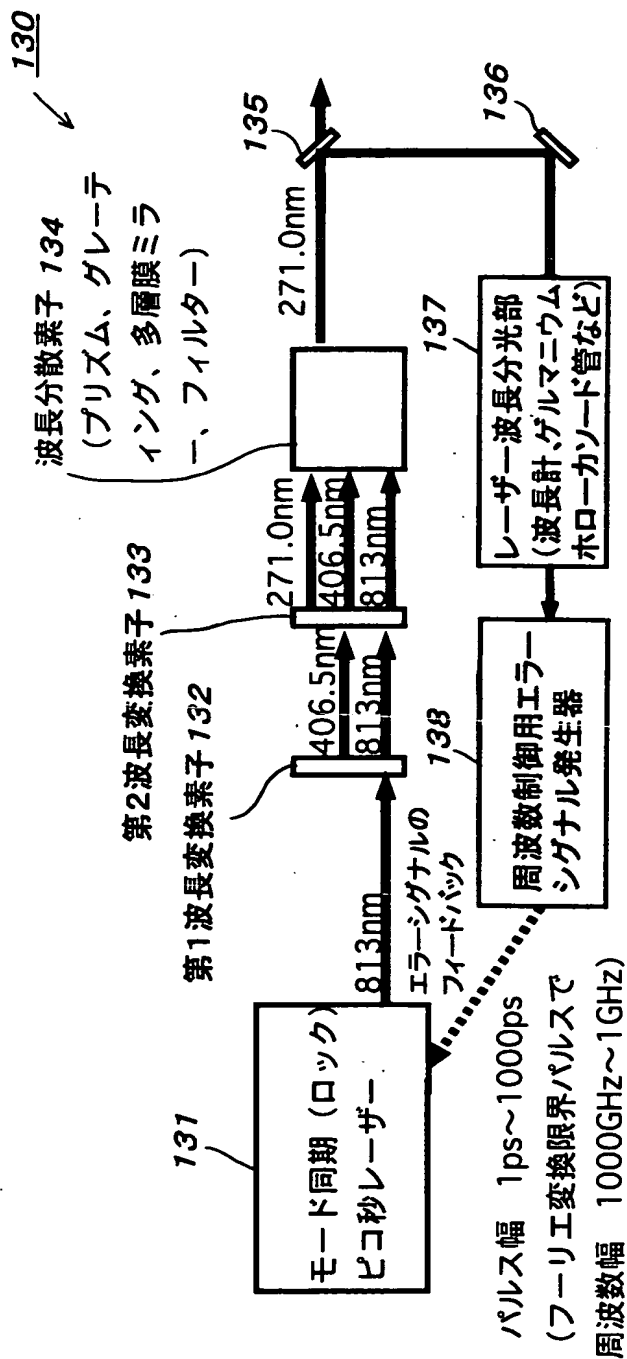 130
波長分散素子 134
(プリズム、グレーテ
ィング、多層膜ミラ
ー、フィルター)
第2波長変換素子 133
第1波長変換素子 132
131
モード同期 (ロック)
ピコ秒レーザー
813nm
406.5nm
813nm
271.0nm
406.5nm
813nm
271.0nm
135
136
137
レーザー波長分光部
(波長計、ゲルマニウム
ホローカソード管など)
138
周波数制御用エラー
シグナル発生器
エラーシグナルの
フィードバック
パルス幅 1ps~1000ps
(フーリエ変換限界パルスで
周波数幅 1000GHz~1GHz)